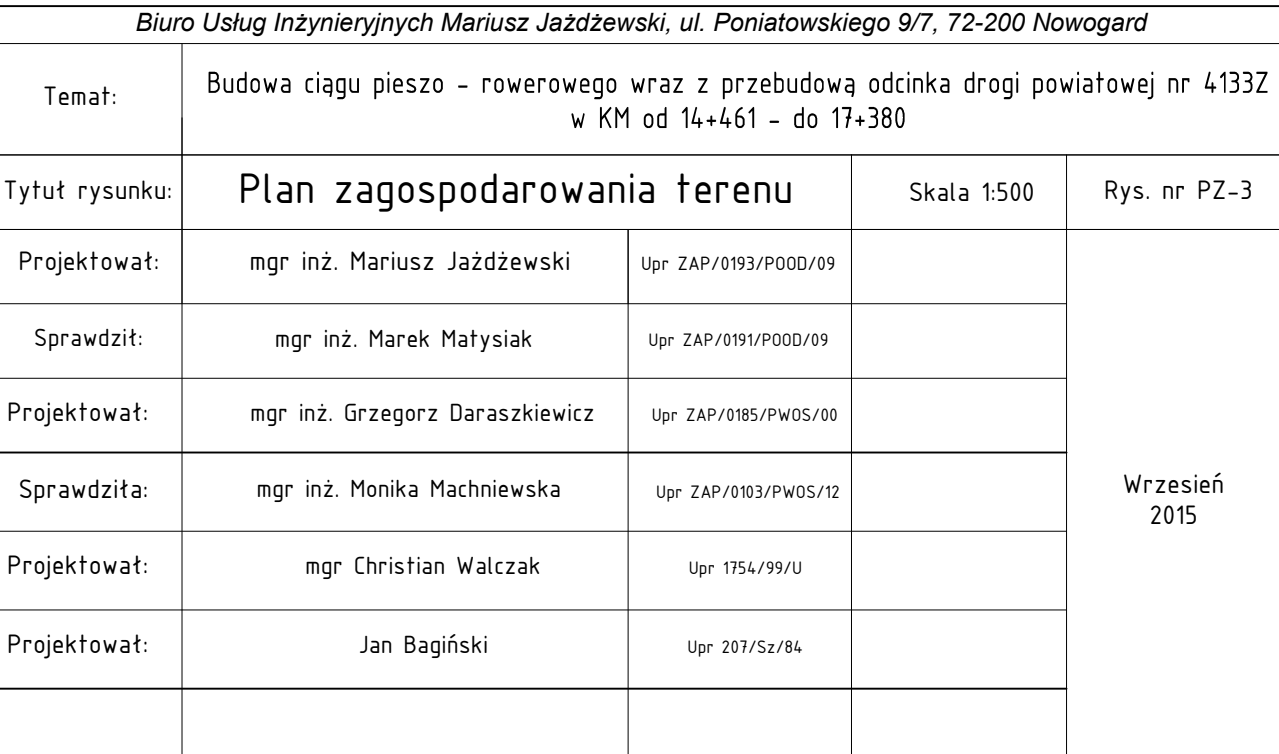 Biuro Usług Inżynieryjnych Mariusz Jażdżewski, ul. Poniatowskiego 9/7, 72-200 Nowogard
Temat:
Budowa ciągu pieszo - rowerowego wraz z przebudową odcinka drogi powiatowej nr 4133Z
w KM od 14+461 - do 17+380
Tytuł rysunku:
Plan zagospodarowania terenu
Skala 1:500
Rys. nr PZ-3
Projektował:
mgr inż. Mariusz Jażdżewski
Upr ZAP/0193/POOD/09
Sprawdził:
mgr inż. Marek Matysiak
Upr ZAP/0191/POOD/09
Projektował:
mgr inż. Grzegorz Daraszkiewicz
Upr ZAP/0185/PWOS/00
Sprawdziła:
mgr inż. Monika Machniewska
Upr ZAP/0103/PWOS/12
Wrzesień
2015
Projektował:
mgr Christian Walczak
Upr 1754/99/U
Projektował:
Jan Bagiński
Upr 207/Sz/84